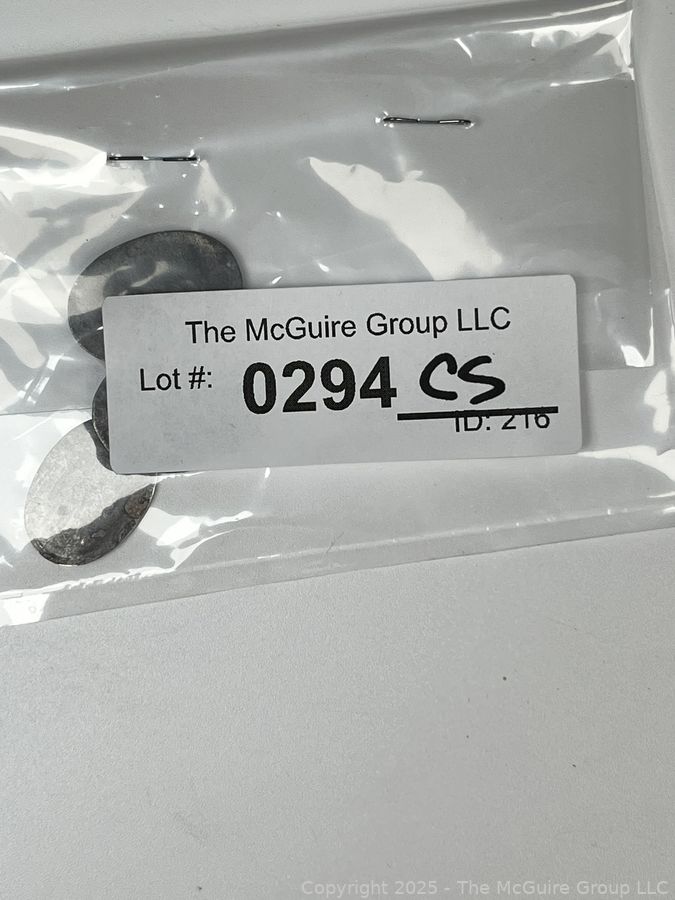 The McGuire Group LLC
Lot #: 0294 CS
ID: 216
Copyright 2025 - The McGuire Group LLC